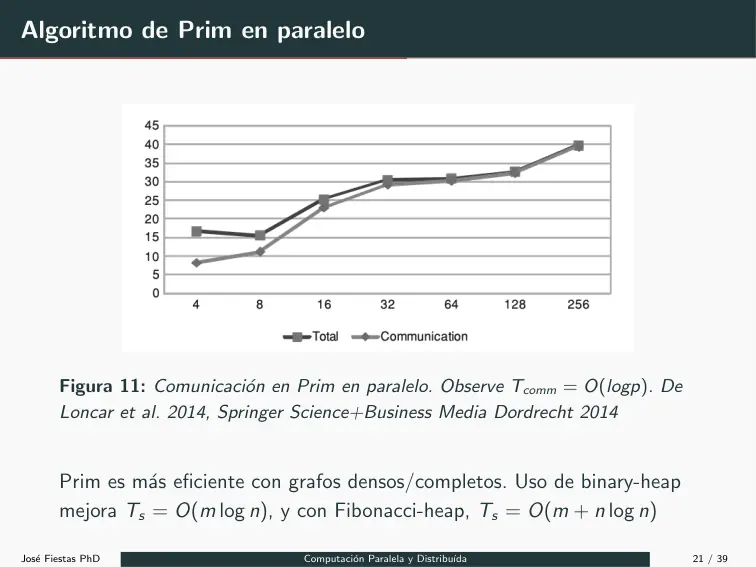 Algoritmo de Prim en paralelo
45
40
35
30
25
20
15
10
5
0
4 8 16 32 64 128 256
Total Communication
Figura 11: Comunicación en Prim en paralelo. Observe Tcomm = O(logp). De
Loncar et al. 2014, Springer Science+Business Media Dordrecht 2014
Prim es más eficiente con grafos densos/completos. Uso de binary-heap
mejora Ts = O(m log n), y con Fibonacci-heap, Ts = O(m + n log n)
José Fiestas PhD Computación Paralela y Distribuída 21 / 39